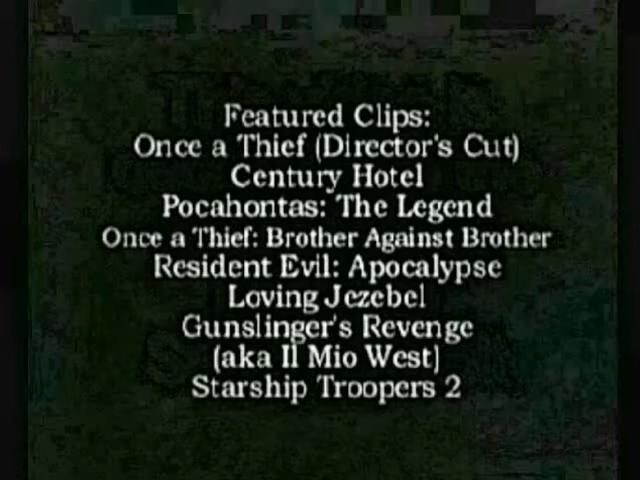 Featured Clips:
Once a Thief (Director's Cut)
Century Hotel
Pocahontas: The Legend
Once a Thief: Brother Against Brother
Resident Evil: Apocalypse
Loving Jezebel
Gunslinger's Revenge
(aka Il Mio West)
Starship Troopers 2